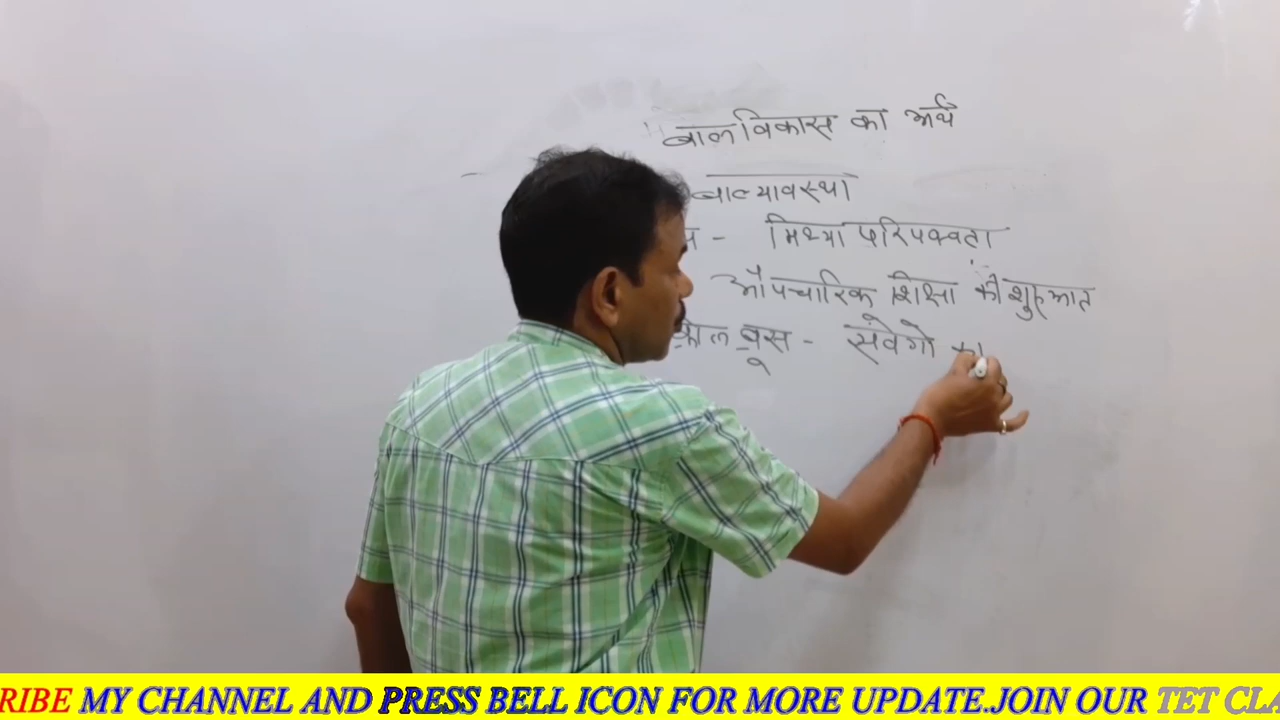 बालविकास का अर्थ
बाल्यावस्था
- मिथ्या परिपक्वता
औपचारिक शिक्षा की शुरुआत
कोल ब्रूस - संवेगो
RIBE MY CHANNEL AND PRESS BELL ICON FOR MORE UPDATE.JOIN OUR TET CLA